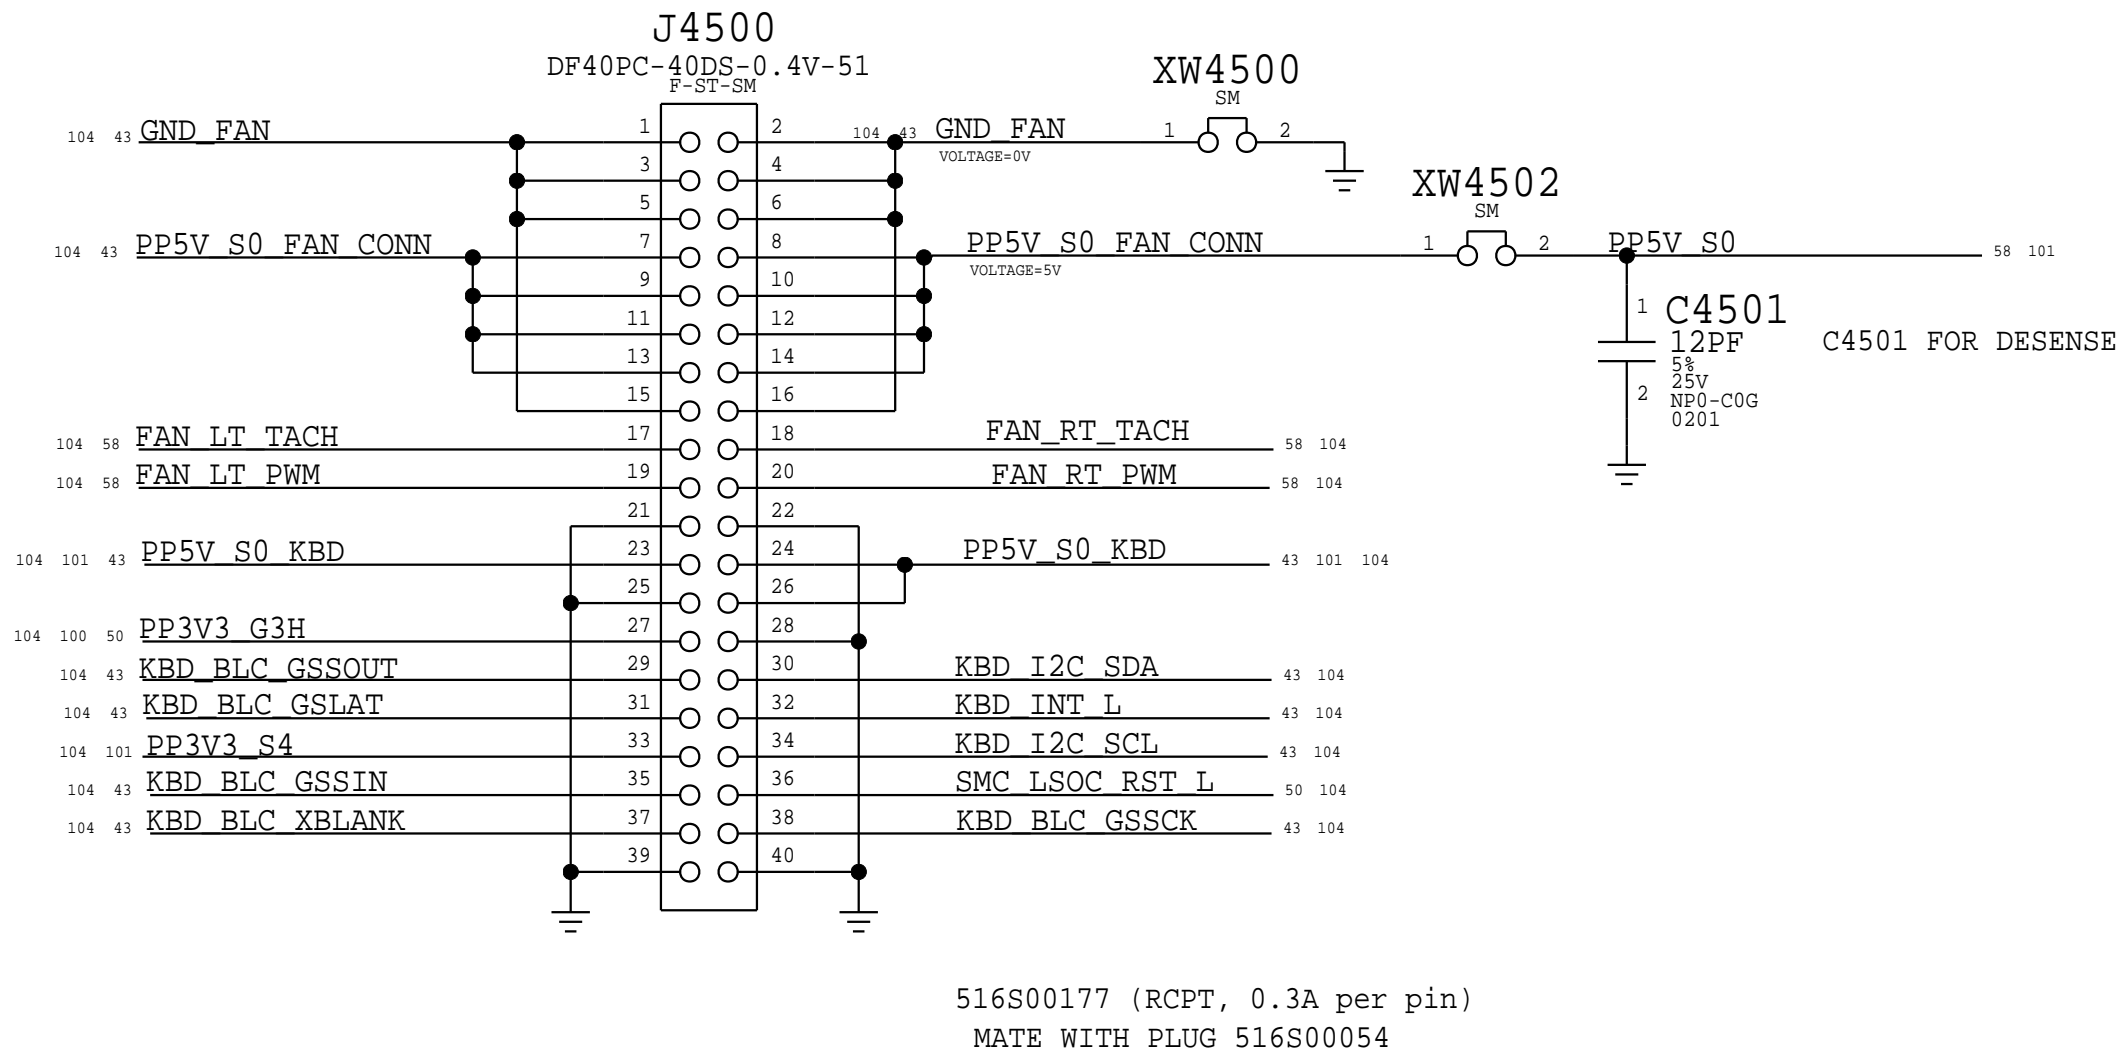 J4500
DF40PC-40DS-0.4V-51
F-ST-SM
XW4500
SM
104 43 GND_FAN 1 2 104 43 GND_FAN 1 2
VOLTAGE=0V
3 4
XW4502
SM
5 6
104 43 PP5V_S0_FAN_CONN 7 8 PP5V_S0_FAN_CONN 1 2 PP5V_S0 58 101
VOLTAGE=5V
9 10
1 C4501
11 12
12PF C4501 FOR DESENSE
5%
13 14
25V
2 NP0-C0G
0201
15 16
104 58 FAN_LT_TACH 17 18 FAN_RT_TACH 58 104
104 58 FAN_LT_PWM 19 20 FAN_RT_PWM 58 104
21 22
104 101 43 PP5V_S0_KBD 23 24 PP5V_S0_KBD 43 101 104
25 26
104 100 50 PP3V3_G3H 27 28
104 43 KBD_BLC_GSSOUT 29 30 KBD_I2C_SDA 43 104
104 43 KBD_BLC_GSLAT 31 32 KBD_INT_L 43 104
104 101 PP3V3_S4 33 34 KBD_I2C_SCL 43 104
104 43 KBD_BLC_GSSIN 35 36 SMC_LSOC_RST_L 50 104
104 43 KBD_BLC_XBLANK 37 38 KBD_BLC_GSSCK 43 104
39 40
516S00177 (RCPT, 0.3A per pin)
MATE WITH PLUG 516S00054